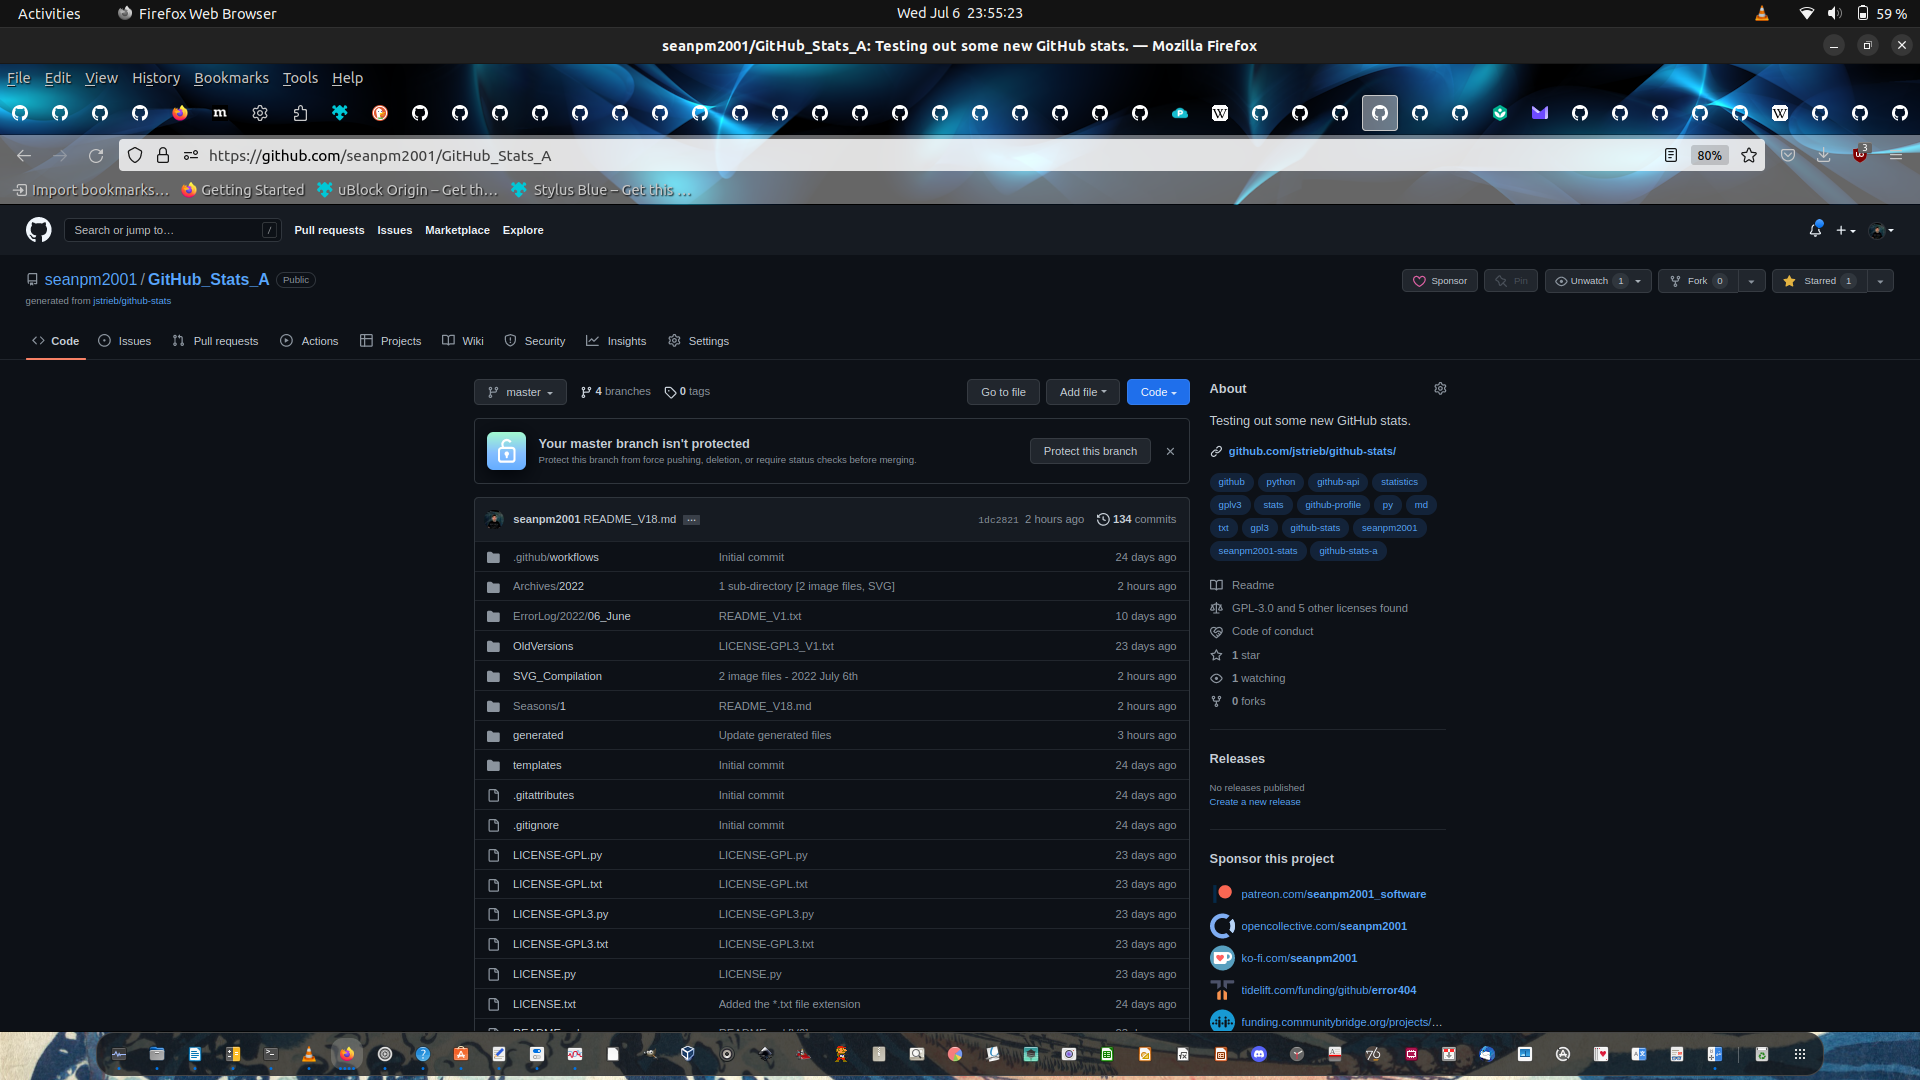 Activities
Firefox Web Browser
Wed Jul 6 23:55:23
59 %
seanpm2001/GitHub_Stats_A: Testing out some new GitHub stats. — Mozilla Firefox
File Edit View History Bookmarks Tools Help
https://github.com/seanpm2001/GitHub_Stats_A
80%
3
Import bookmarks…
Getting Started
uBlock Origin – Get th…
Stylus Blue – Get this …
Search or jump to…
/
Pull requests
Issues
Marketplace
Explore
seanpm2001 / GitHub_Stats_A
Public
generated from jstrieb/github-stats
Sponsor
Pin
Unwatch 1
Fork 0
Starred 1
Code
Issues
Pull requests
Actions
Projects
Wiki
Security
Insights
Settings
master
4 branches
0 tags
Go to file
Add file
Code
Your master branch isn't protected
Protect this branch from force pushing, deletion, or require status checks before merging.
Protect this branch
seanpm2001 README_V18.md
…
1dc2821 2 hours ago
134 commits
.github/workflows Initial commit 24 days ago
Archives/2022 1 sub-directory [2 image files, SVG] 2 hours ago
ErrorLog/2022/06_June README_V1.txt 10 days ago
OldVersions LICENSE-GPL3_V1.txt 23 days ago
SVG_Compilation 2 image files - 2022 July 6th 2 hours ago
Seasons/1 README_V18.md 2 hours ago
generated Update generated files 3 hours ago
templates Initial commit 24 days ago
.gitattributes Initial commit 24 days ago
.gitignore Initial commit 24 days ago
LICENSE-GPL.py LICENSE-GPL.py 23 days ago
LICENSE-GPL.txt LICENSE-GPL.txt 23 days ago
LICENSE-GPL3.py LICENSE-GPL3.py 23 days ago
LICENSE-GPL3.txt LICENSE-GPL3.txt 23 days ago
LICENSE.py LICENSE.py 23 days ago
LICENSE.txt Added the *.txt file extension 24 days ago
About
Testing out some new GitHub stats.
github.com/jstrieb/github-stats/
github python github-api statistics
gplv3 stats github-profile py md
txt gpl3 github-stats seanpm2001
seanpm2001-stats github-stats-a
Readme
GPL-3.0 and 5 other licenses found
Code of conduct
1 star
1 watching
0 forks
Releases
No releases published
Create a new release
Sponsor this project
patreon.com/seanpm2001_software
opencollective.com/seanpm2001
ko-fi.com/seanpm2001
tidelift.com/funding/github/error404
funding.communitybridge.org/projects/…